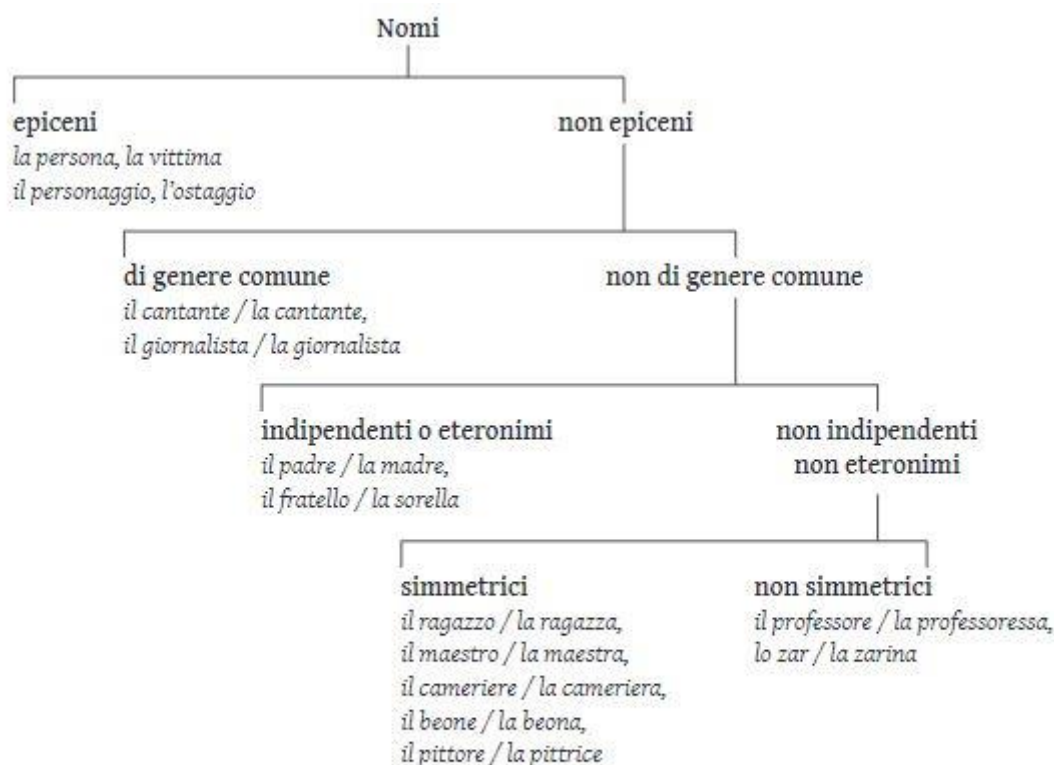 Nomi
epiceni
la persona, la vittima
il personaggio, l'ostaggio
non epiceni
di genere comune
il cantante / la cantante,
il giornalista / la giornalista
non di genere comune
indipendenti o eteronimi
il padre / la madre,
il fratello / la sorella
non indipendenti
non eteronimi
simmetrici
il ragazzo / la ragazza,
il maestro / la maestra,
il cameriere / la cameriera,
il beone / la beona,
il pittore / la pittrice
non simmetrici
il professore / la professoressa,
lo zar / la zarina